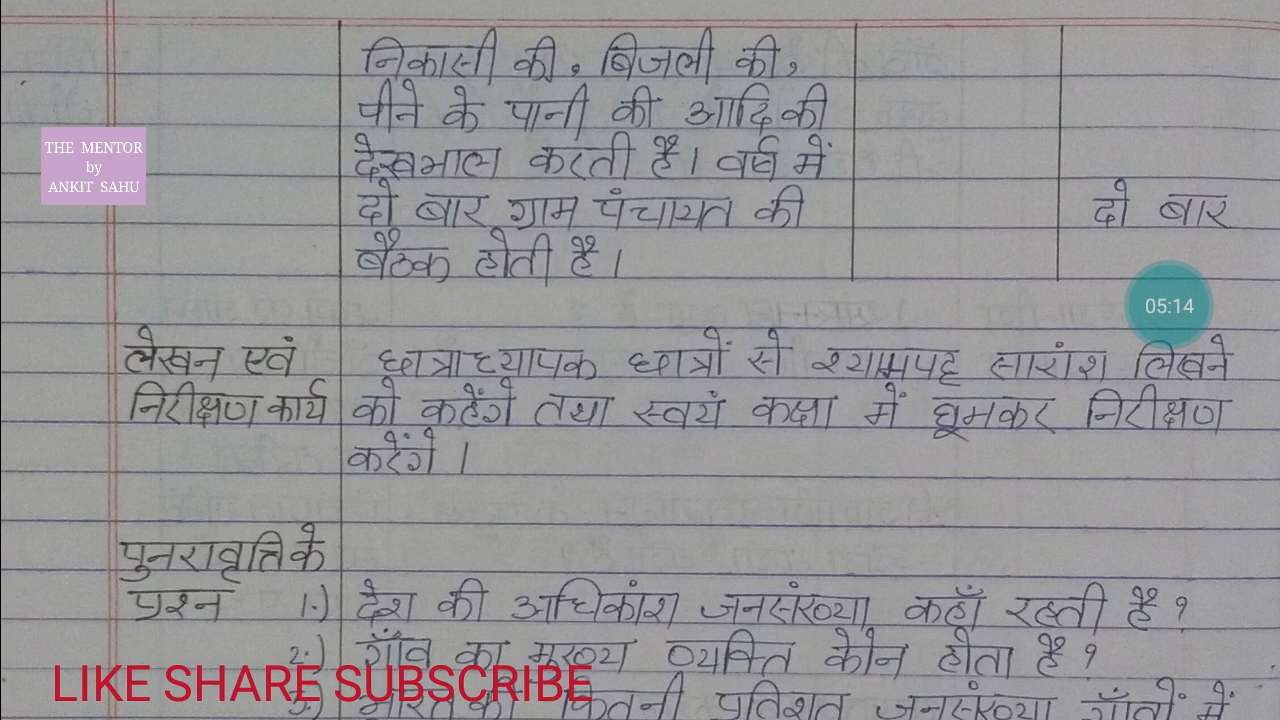 निकासी की, बिजली की,
पीने के पानी की आदि की
THE MENTOR
by
ANKIT SAHU
देखभाल करती है। वर्ष में
दो बार ग्राम पंचायत की
दो बार
बैठक होती है।
05:14
लेखन एवं
निरीक्षण कार्य
छात्राध्यापक छात्रों से श्यामपट्ट सारांश लिखने
को कहेंगे तथा स्वयं कक्षा में घूमकर निरीक्षण
करेंगे।
पुनरावृत्ति के
प्रश्न
1.) देश की अधिकांश जनसंख्या कहाँ रहती है?
2.) गाँव का मुख्य व्यक्ति कौन होता है?
3.) भारत की कितनी प्रतिशत जनसंख्या गाँवों में
LIKE SHARE SUBSCRIBE